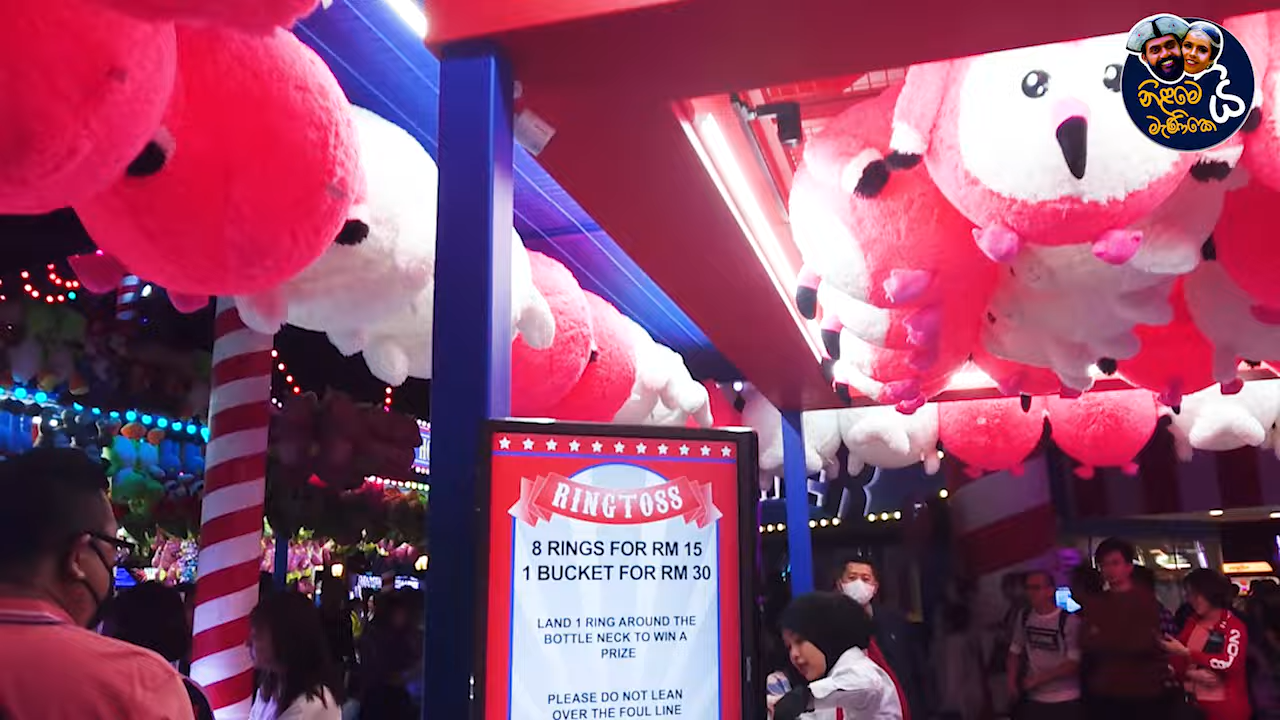 නිළමේ
යි
මැණිකෙ
RINGTOSS
8 RINGS FOR RM 15
1 BUCKET FOR RM 30
LAND 1 RING AROUND THE
BOTTLE NECK TO WIN A
PRIZE
PLEASE DO NOT LEAN
OVER THE FOUL LINE